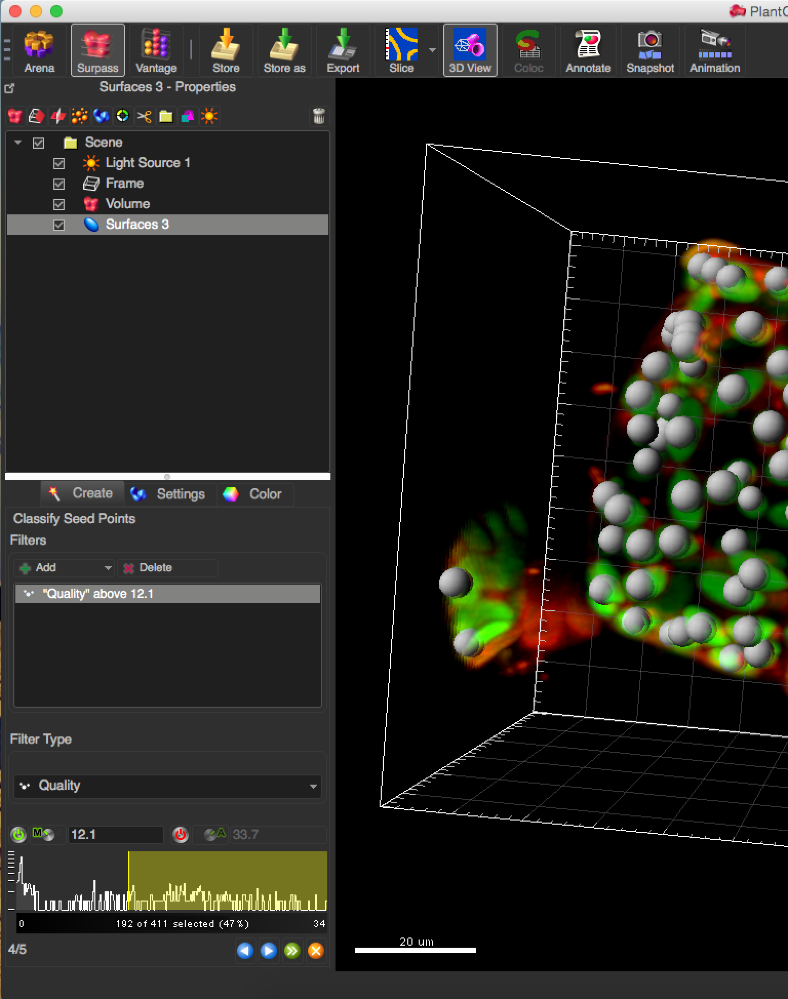 PlantC
Arena Surpass Vantage Store Store as Export Slice 3D View Coloc Annotate Snapshot Animation
Surfaces 3 - Properties
Scene
Light Source 1
Frame
Volume
Surfaces 3
Create Settings Color
Classify Seed Points
Filters
Add Delete
"Quality" above 12.1
Filter Type
Quality
M 12.1 A 33.7
0 192 of 411 selected (47%) 34
4/5
20 um